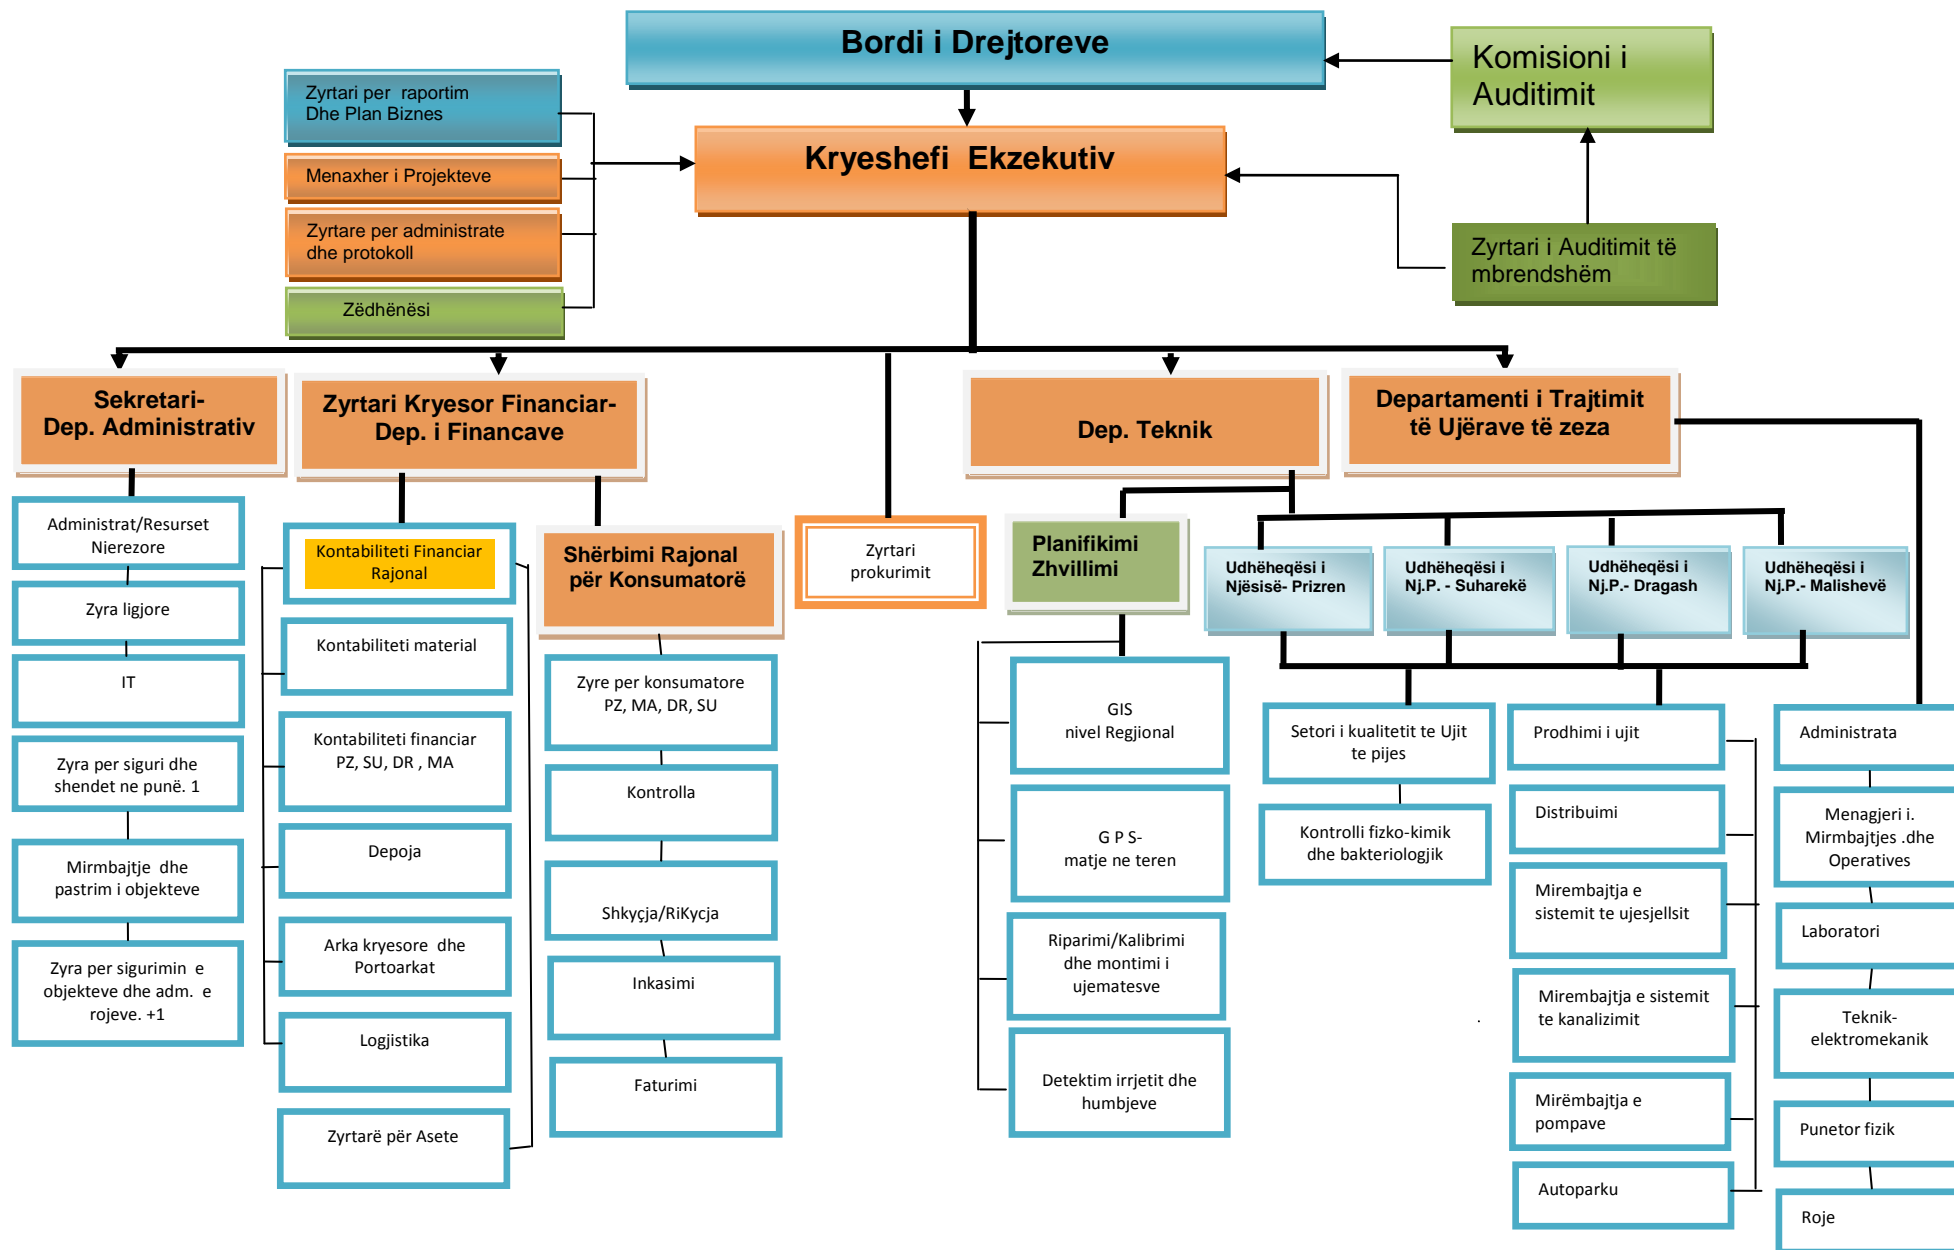 Bordi i Drejtoreve
Komisioni i
Auditimit
Zyrtari per raportim
Dhe Plan Biznes
Kryeshefi Ekzekutiv
Menaxher i Projekteve
Zyrtare per administrate
dhe protokoll
Zyrtari i Auditimit të
mbrendshëm
Zëdhënësi
Sekretari-
Dep. Administrativ
Zyrtari Kryesor Financiar-
Dep. i Financave
Dep. Teknik
Departamenti i Trajtimit
të Ujërave të zeza
Administrat/Resurset
Njerezore
Zyra ligjore
IT
Zyra per siguri dhe
shendet ne punë. 1
Mirmbajtje dhe
pastrim i objekteve
Zyra per sigurimin e
objekteve dhe adm. e
rojeve. +1
Kontabiliteti Financiar
Rajonal
Kontabiliteti material
Kontabiliteti financiar
PZ, SU, DR , MA
Depoja
Arka kryesore dhe
Portoarkat
Logjistika
Zyrtarë për Asete
Shërbimi Rajonal
për Konsumatorë
Zyre per konsumatore
PZ, MA, DR, SU
Kontrolla
Shkyçja/RiKycja
Inkasimi
Faturimi
Zyrtari
prokurimit
Planifikimi
Zhvillimi
GIS
nivel Regjional
G P S-
matje ne teren
Riparimi/Kalibrimi
dhe montimi i
ujematesve
Detektim irrjetit dhe
humbjeve
Udhëheqësi i
Njësisë- Prizren
Udhëheqësi i
Nj.P. - Suharekë
Udhëheqësi i
Nj.P.- Dragash
Udhëheqësi i
Nj.P.- Malishevë
Setori i kualitetit te Ujit
te pijes
Kontrolli fizko-kimik
dhe bakteriologjik
Prodhimi i ujit
Distribuimi
Mirembajtja e
sistemit te ujesjellsit
Mirembajtja e sistemit
te kanalizimit
Mirëmbajtja e
pompave
Autoparku
Administrata
Menagjeri i.
Mirmbajtjes .dhe
Operatives
Laboratori
Teknik-
elektromekanik
Punetor fizik
Roje